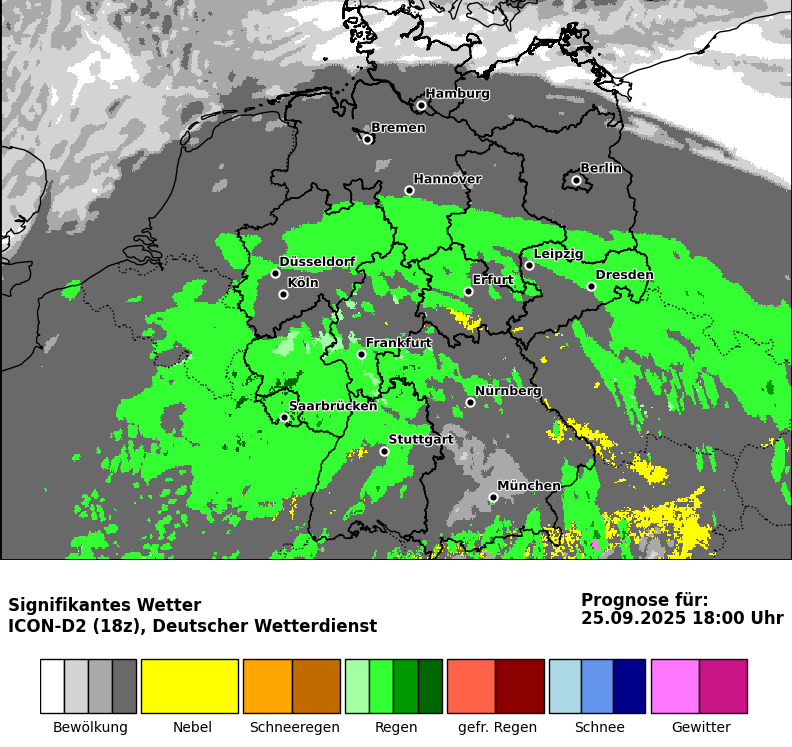 Hamburg
Bremen
Berlin
Hannover
Leipzig
Düsseldorf
Dresden
Köln
Erfurt
Frankfurt
Nürnberg
Saarbrücken
Stuttgart
München
Signifikantes Wetter
ICON-D2 (18z), Deutscher Wetterdienst
Prognose für:
25.09.2025 18:00 Uhr
Bewölkung Nebel Schneeregen Regen gefr. Regen Schnee Gewitter